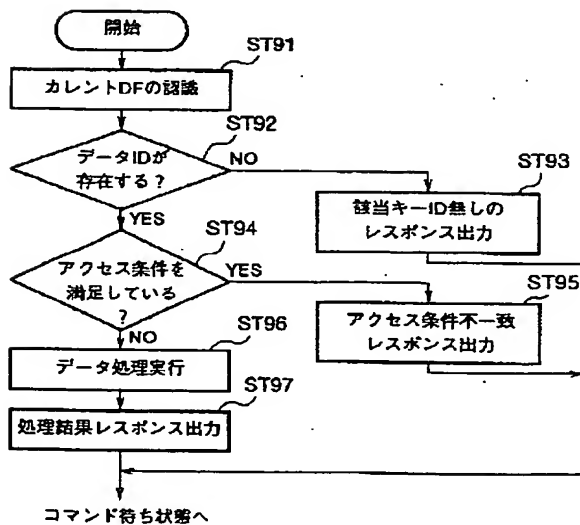 開始
ST91
カレントDFの認識
ST92
データIDが
存在する？
NO
YES
ST93
該当キーID無しの
レスポンス出力
ST94
アクセス条件を
満足している
？
YES
NO
ST95
アクセス条件不一致
レスポンス出力
ST96
データ処理実行
ST97
処理結果レスポンス出力
コマンド待ち状態へ